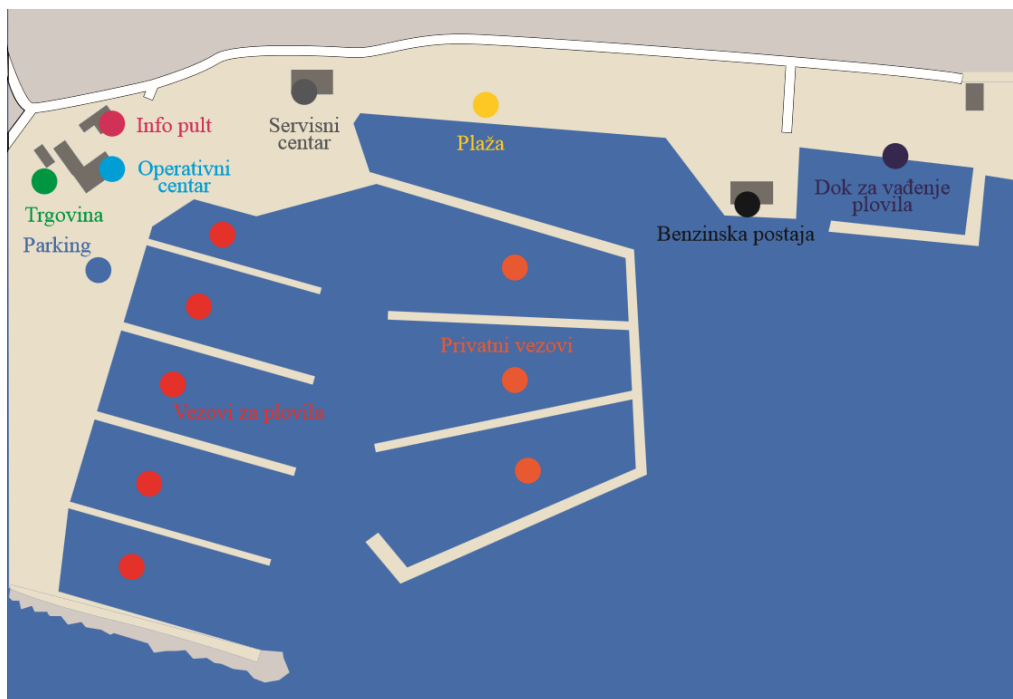 Info pult
Operativni
centar
Trgovina
Parking
Servisni
centar
Plaža
Benzinska postaja
Dok za vađenje
plovila
Privatni vezovi
Vezovi za plovila